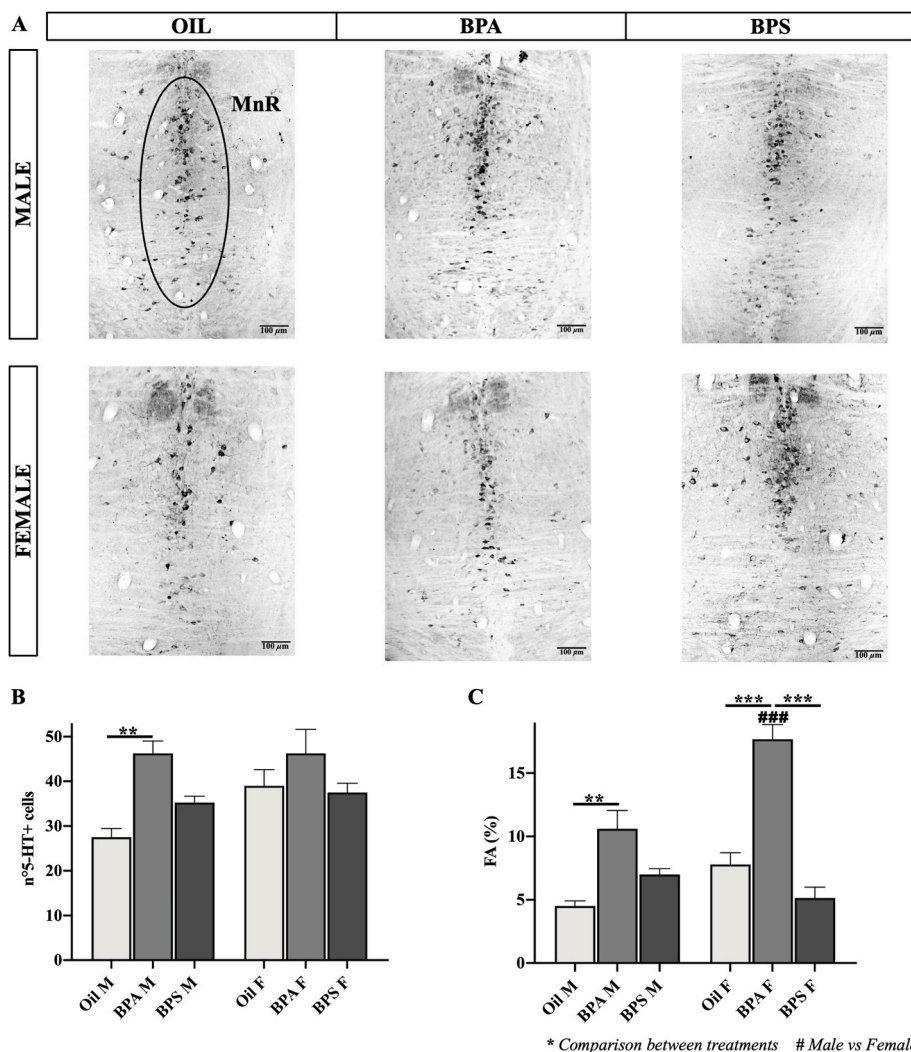 A
OIL BPA BPS
MALE
MnR
100 µm
100 µm
100 µm
FEMALE
100 µm
100 µm
100 µm
B
n°5-HT+ cells
50
40
30
20
10
0
**
Oil M
BPA M
BPS M
Oil F
BPA F
BPS F
C
FA (%)
15
10
5
0
**
*** ***
###
Oil M
BPA M
BPS M
Oil F
BPA F
BPS F
* Comparison between treatments # Male vs Female